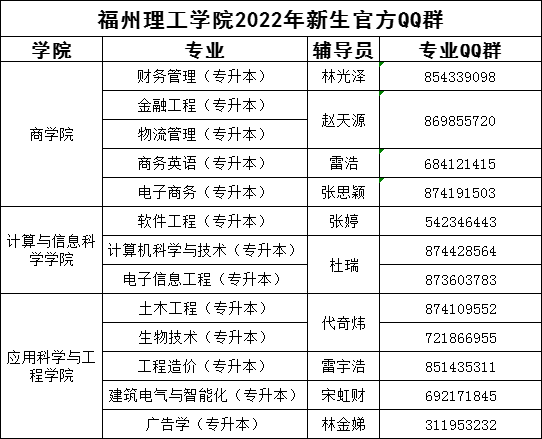 福州理工学院2022年新生官方QQ群
学院 专业 辅导员 专业QQ群
商学院 财务管理（专升本） 林光泽 854339098
金融工程（专升本） 赵天源 869855720
物流管理（专升本）
商务英语（专升本） 雷浩 684121415
电子商务（专升本） 张思颖 874191503
计算与信息科学学院 软件工程（专升本） 张婷 542346443
计算机科学与技术（专升本） 杜瑞 874428564
电子信息工程（专升本） 873603783
应用科学与工程学院 土木工程（专升本） 代奇炜 874109552
生物技术（专升本） 721866955
工程造价（专升本） 雷宇浩 851435311
建筑电气与智能化（专升本） 宋虹财 692171845
广告学（专升本） 林金娣 311953232